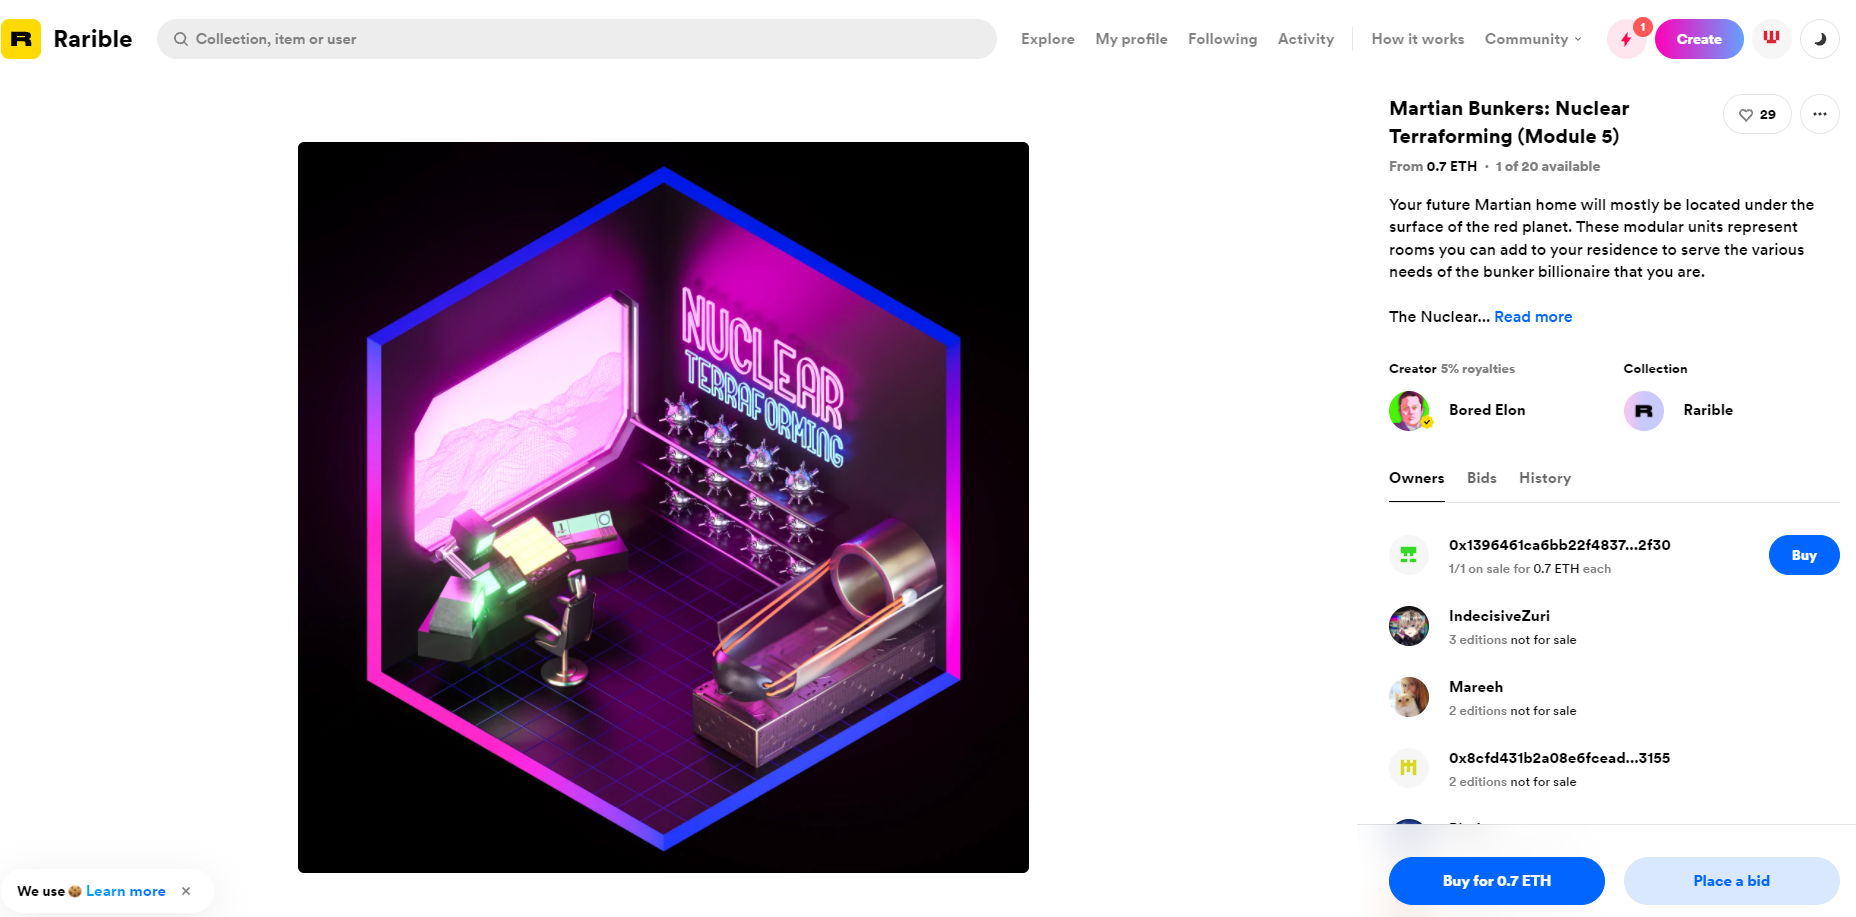 Rarible
Collection, item or user
Explore
My profile
Following
Activity
How it works
Community
1
Create
Martian Bunkers: Nuclear
Terraforming (Module 5)
29
From 0.7 ETH • 1 of 20 available
Your future Martian home will mostly be located under the
surface of the red planet. These modular units represent
rooms you can add to your residence to serve the various
needs of the bunker billionaire that you are.
The Nuclear... Read more
Creator 5% royalties
Collection
Bored Elon
Rarible
Owners
Bids
History
0x1396461ca6bb22f4837...2f30
1/1 on sale for 0.7 ETH each
Buy
IndecisiveZuri
3 editions not for sale
Mareeh
2 editions not for sale
0x8cfd431b2a08e6fcead...3155
2 editions not for sale
Buy for 0.7 ETH
Place a bid
NUCLEAR
TERRAFORMING
We use Learn more